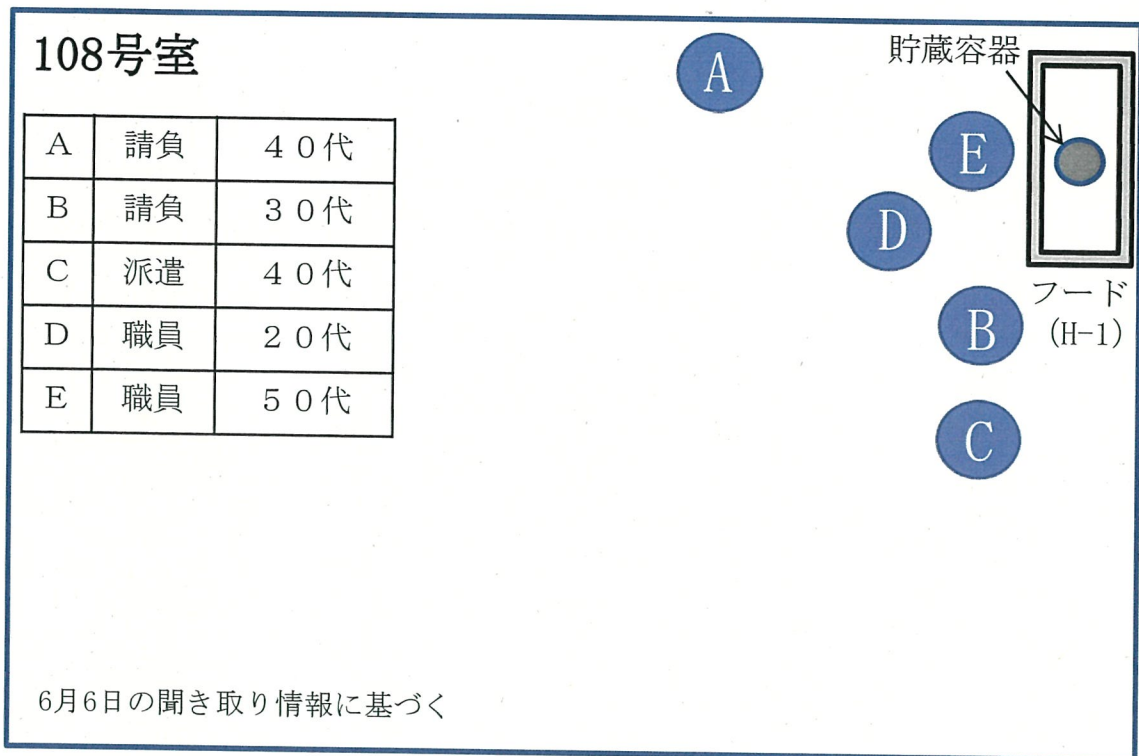 108号室
貯蔵容器
A 請負 40代
B 請負 30代
C 派遣 40代
D 職員 20代
E 職員 50代
A
E
D
B
C
フード
(H-1)
6月6日の聞き取り情報に基づく